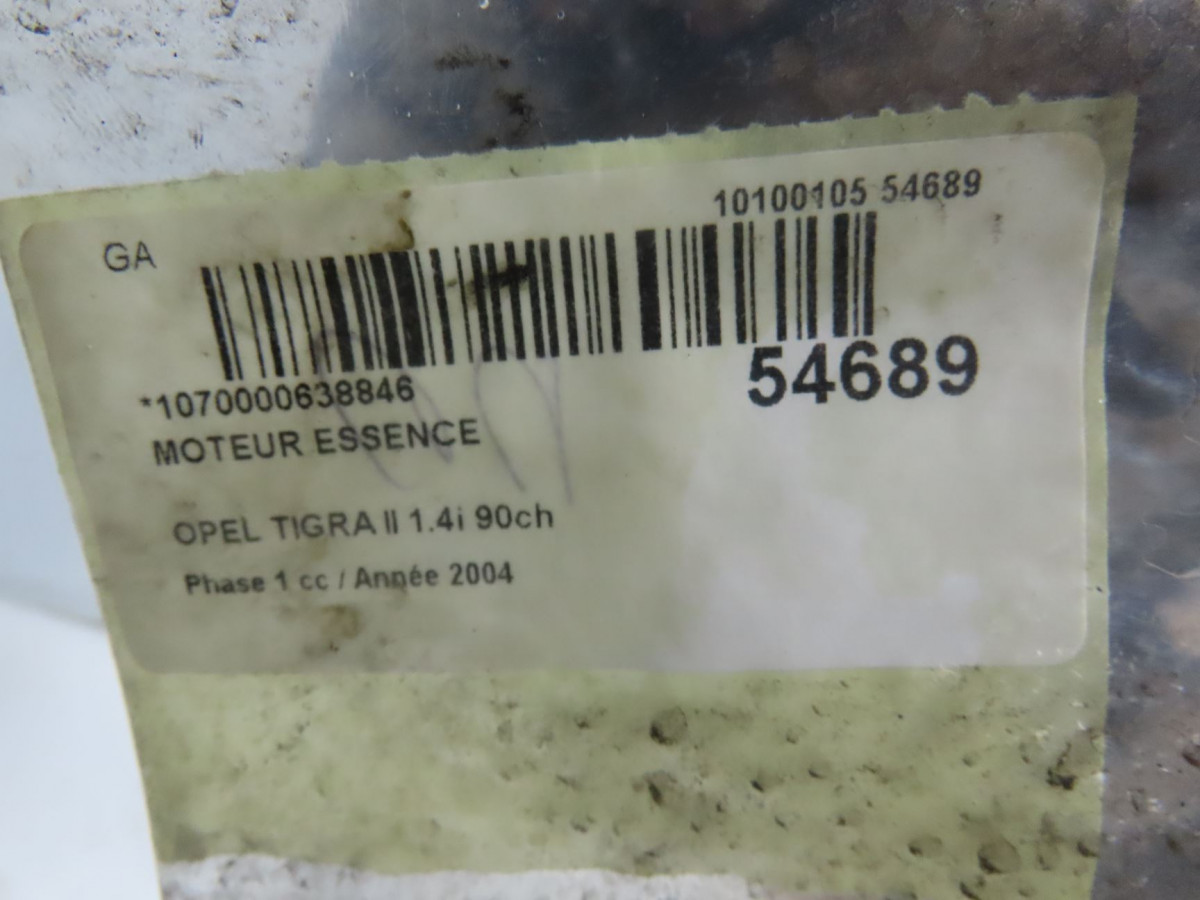 10100105 54689
GA
*1070000638846
54689
MOTEUR ESSENCE
OPEL TIGRA II 1.4i 90ch
Phase 1 cc / Année 2004